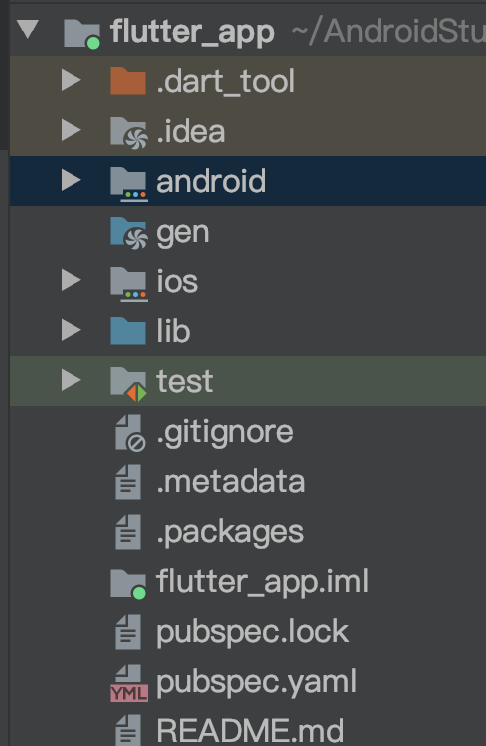 flutter_app ~/AndroidStu
.dart_tool
.idea
android
gen
ios
lib
test
.gitignore
.metadata
.packages
flutter_app.iml
pubspec.lock
YML pubspec.yaml
README.md